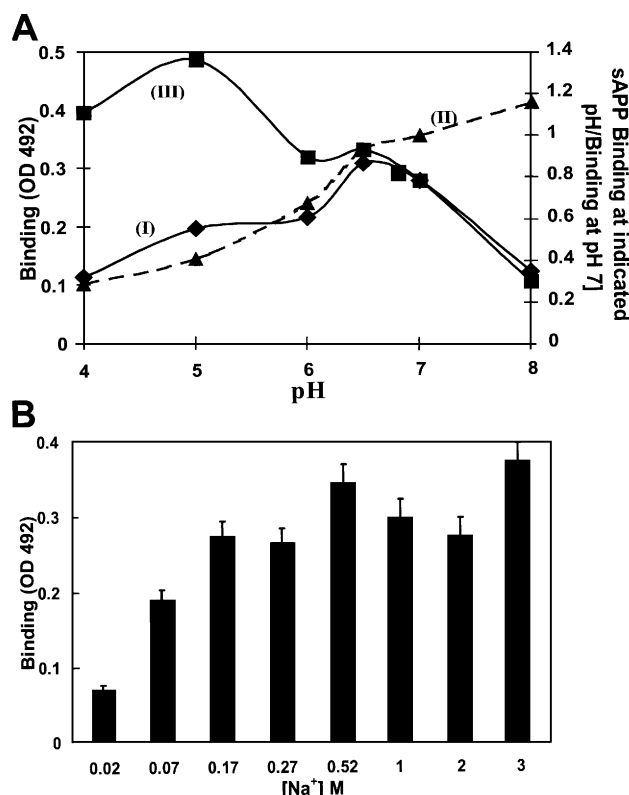 A
0.5
0.4
0.3
0.2
0.1
0
Binding (OD 492)
(III)
(II)
(I)
1.4
1.2
1
0.8
0.6
0.4
0.2
0
sAPP Binding at indicated
pH/Binding at pH 7]
4
5
6
7
8
pH
B
0.4
0.3
0.2
0.1
0
Binding (OD 492)
0.02
0.07
0.17
0.27
0.52
1
2
3
[Na+] M